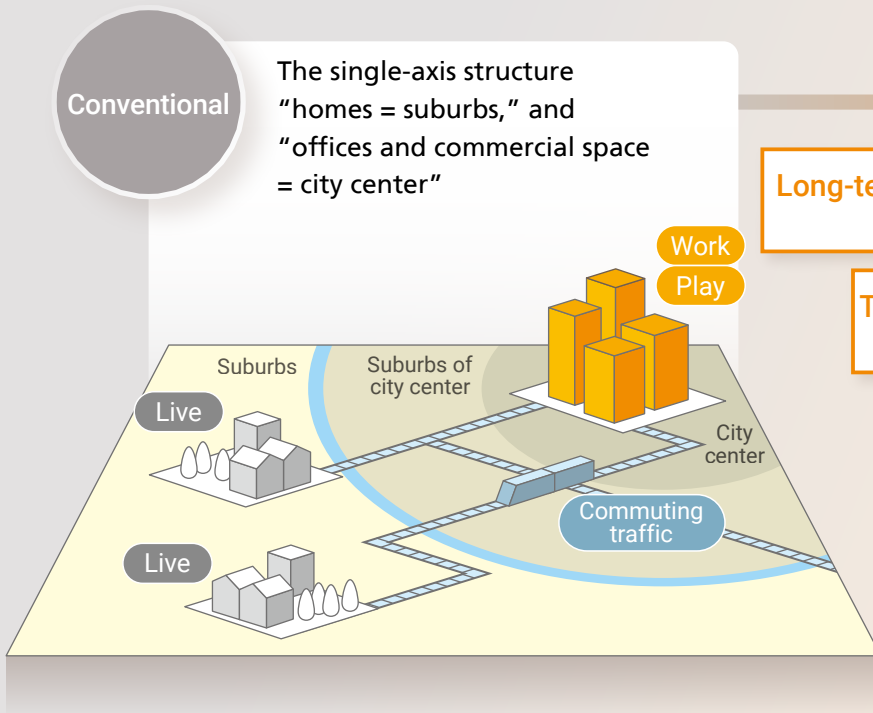 Conventional
The single-axis structure
“homes = suburbs,” and
“offices and commercial space
= city center”
Work
Play
Suburbs
Suburbs of
city center
Live
City
center
Commuting
traffic
Live